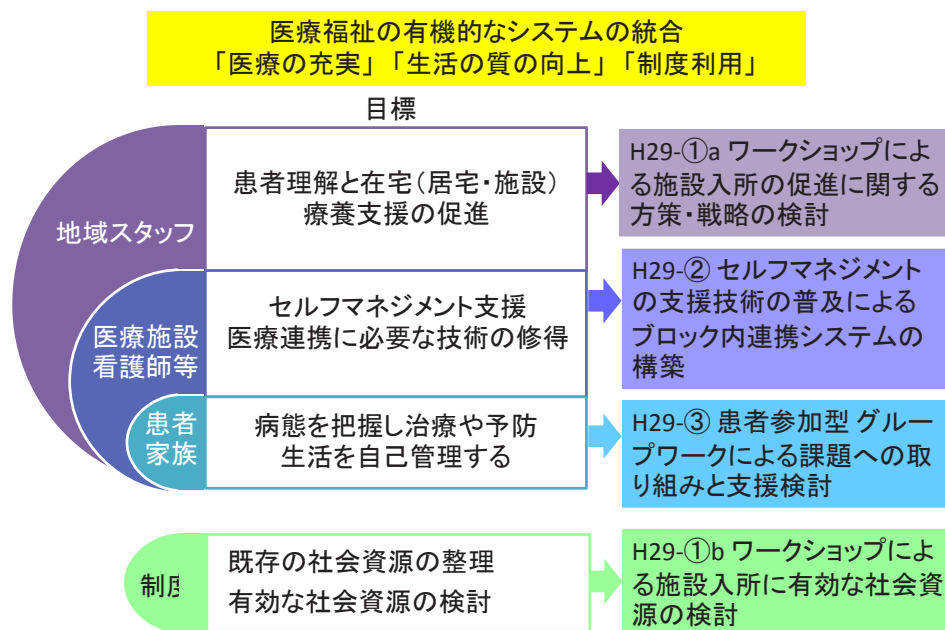 医療福祉の有機的なシステムの統合
「医療の充実」「生活の質の向上」「制度利用」
目標
地域スタッフ
患者理解と在宅(居宅・施設)
療養支援の促進
H29-①a ワークショップによ
る施設入所の促進に関する
方策・戦略の検討
医療施設
看護師等
セルフマネジメント支援
医療連携に必要な技術の修得
H29-② セルフマネジメント
の支援技術の普及による
ブロック内連携システムの
構築
患者
家族
病態を把握し治療や予防
生活を自己管理する
H29-③ 患者参加型 グルー
プワークによる課題への取
り組みと支援検討
制度
既存の社会資源の整理
有効な社会資源の検討
H29-①b ワークショップによ
る施設入所に有効な社会資
源の検討